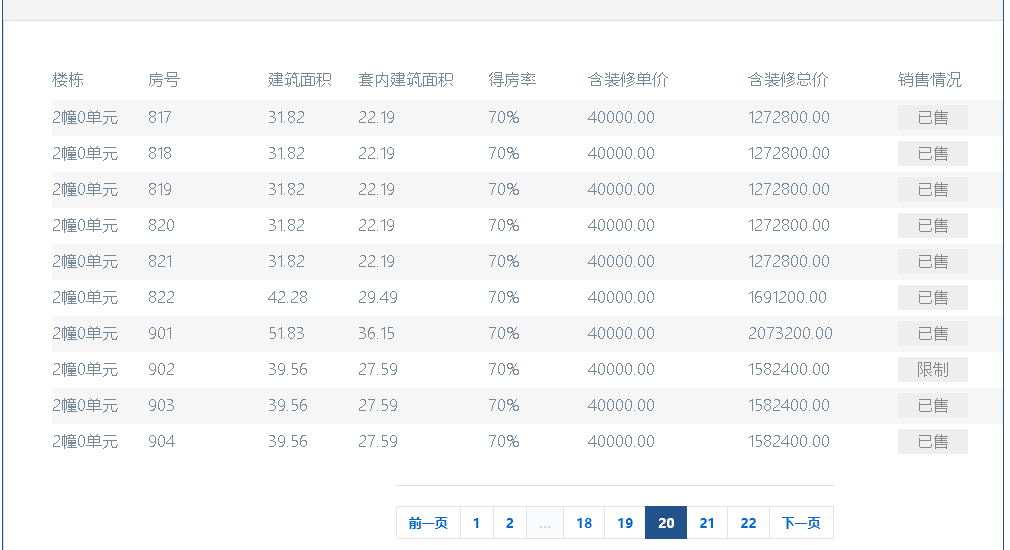 楼栋 房号 建筑面积 套内建筑面积 得房率 含装修单价 含装修总价 销售情况
2幢0单元 817 31.82 22.19 70% 40000.00 1272800.00 已售
2幢0单元 818 31.82 22.19 70% 40000.00 1272800.00 已售
2幢0单元 819 31.82 22.19 70% 40000.00 1272800.00 已售
2幢0单元 820 31.82 22.19 70% 40000.00 1272800.00 已售
2幢0单元 821 31.82 22.19 70% 40000.00 1272800.00 已售
2幢0单元 822 42.28 29.49 70% 40000.00 1691200.00 已售
2幢0单元 901 51.83 36.15 70% 40000.00 2073200.00 已售
2幢0单元 902 39.56 27.59 70% 40000.00 1582400.00 限制
2幢0单元 903 39.56 27.59 70% 40000.00 1582400.00 已售
2幢0单元 904 39.56 27.59 70% 40000.00 1582400.00 已售
前一页 1 2 ... 18 19 20 21 22 下一页